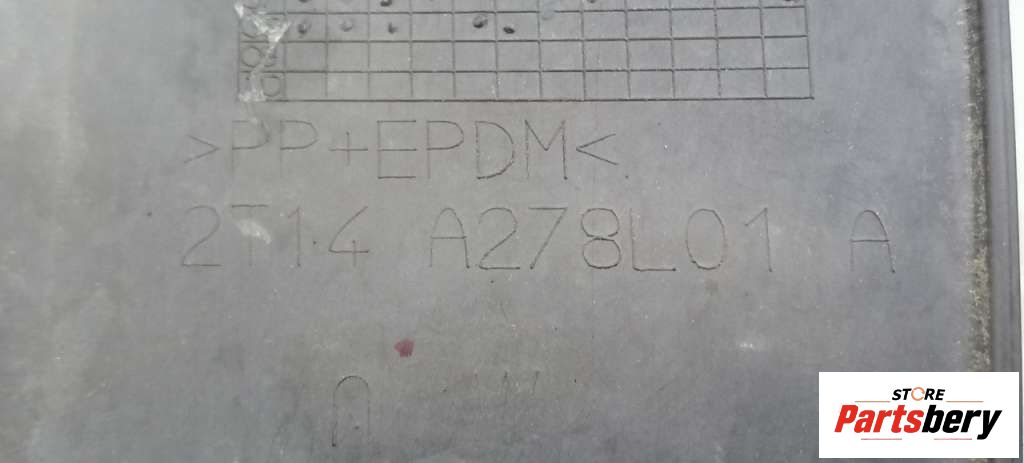 >PP+EPDM<
2T14 A278L01 A
A
STORE
Partsbery